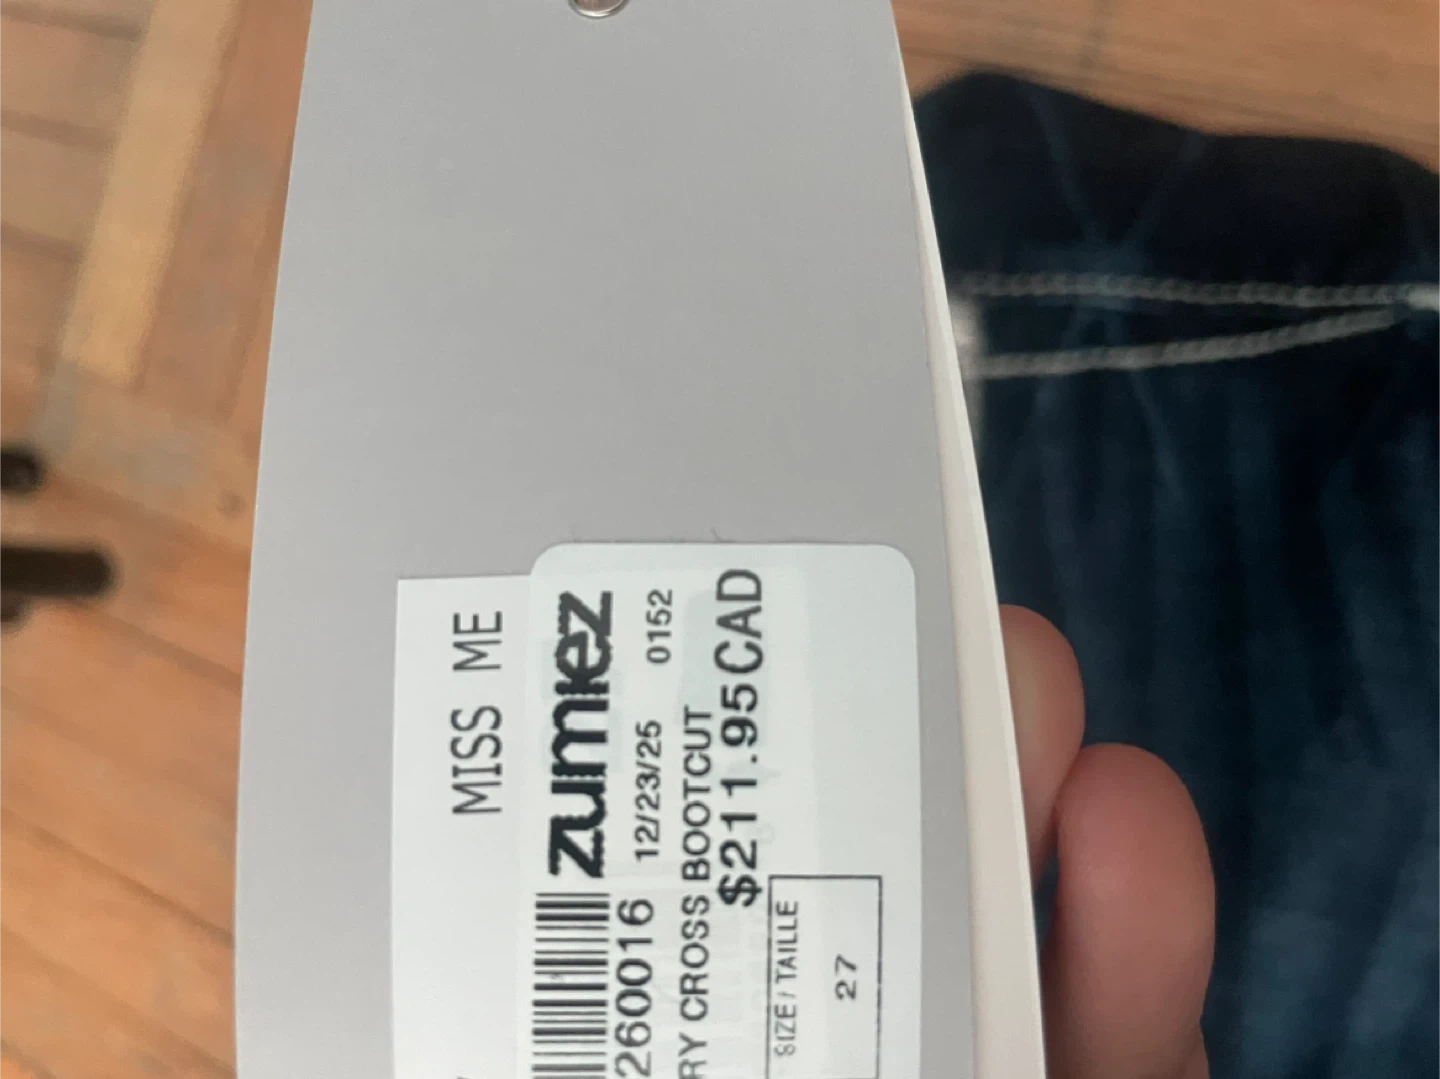 MISS ME
zumiez
260016 12/23/25 0152
RY CROSS BOOTCUT
$211.95CAD
SIZE / TAILLE
27